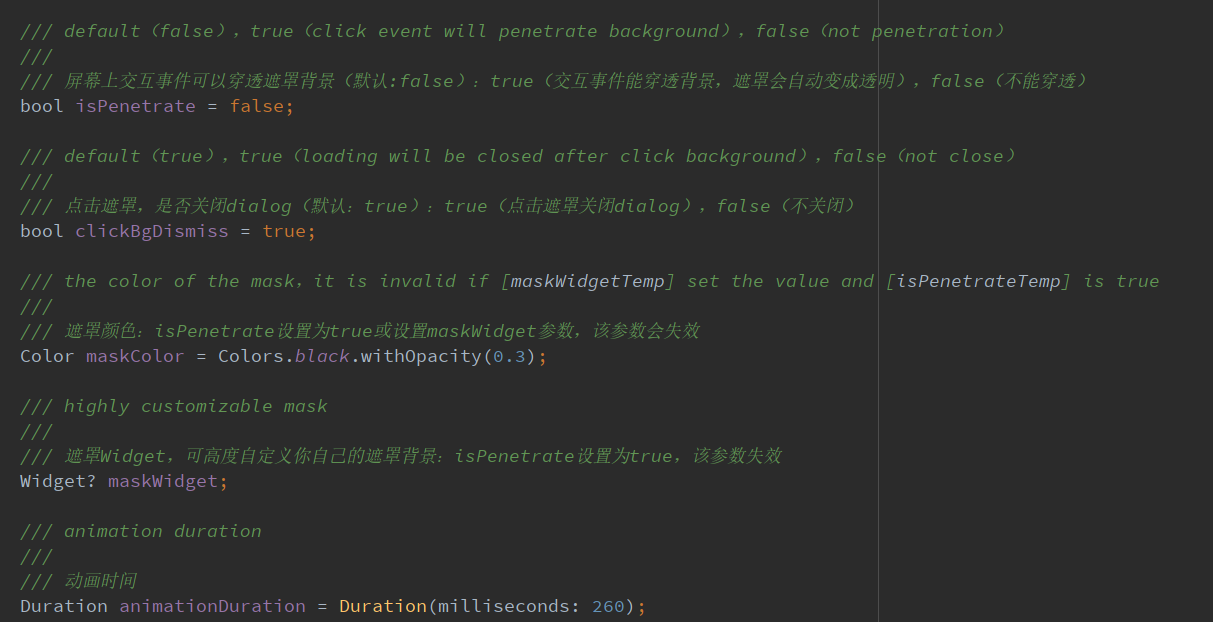 /// default（false），true（click event will penetrate background），false（not penetration）
///
/// 屏幕上交互事件可以穿透遮罩背景（默认:false）：true（交互事件能穿透背景，遮罩会自动变成透明），false（不能穿透）
bool isPenetrate = false;
/// default（true），true（loading will be closed after click background），false（not close）
///
/// 点击遮罩，是否关闭dialog（默认：true）：true（点击遮罩关闭dialog），false（不关闭）
bool clickBgDismiss = true;
/// the color of the mask，it is invalid if [maskWidgetTemp] set the value and [isPenetrateTemp] is true
///
/// 遮罩颜色：isPenetrate设置为true或设置maskWidget参数，该参数会失效
Color maskColor = Colors.black.withOpacity(0.3);
/// highly customizable mask
///
/// 遮罩Widget，可高度自定义你自己的遮罩背景：isPenetrate设置为true，该参数失效
Widget? maskWidget;
/// animation duration
///
/// 动画时间
Duration animationDuration = Duration(milliseconds: 260);